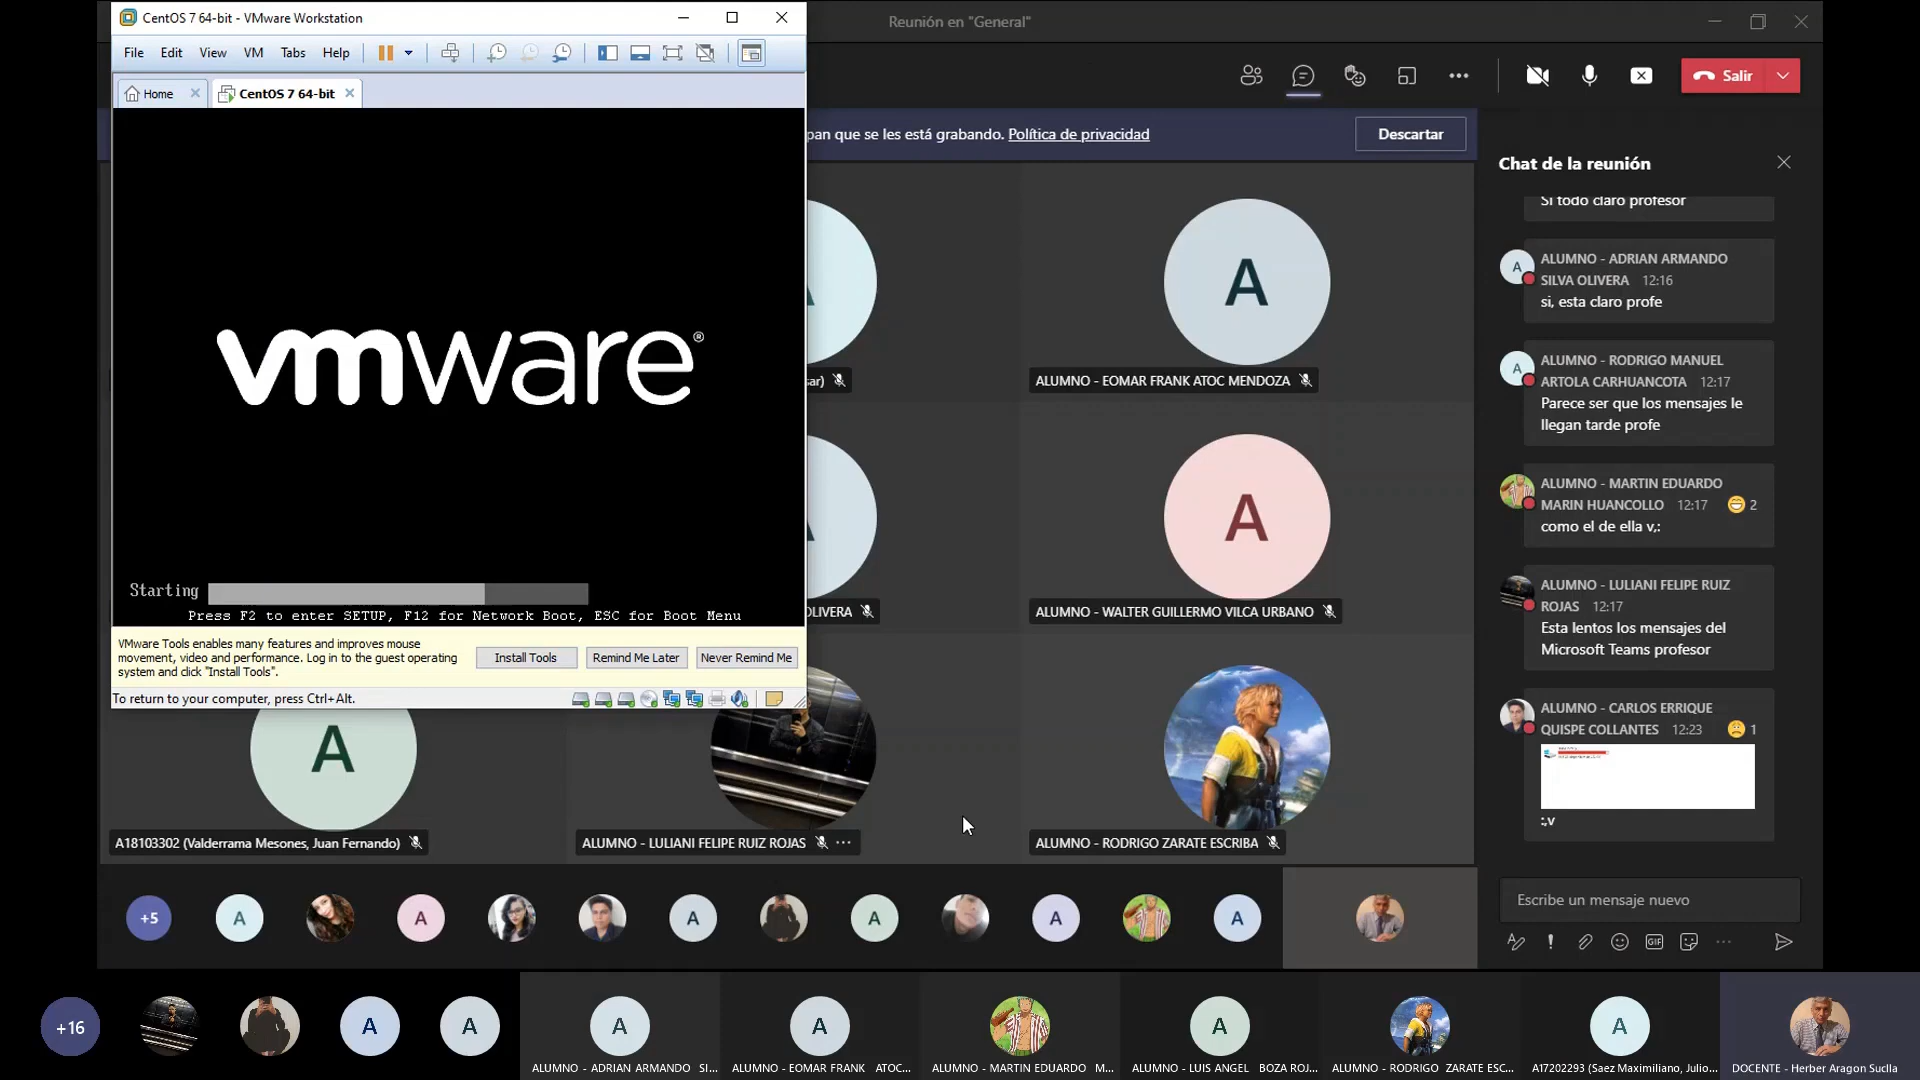 CentOS 7 64-bit - VMware Workstation
File Edit View VM Tabs Help
Home
CentOS 7 64-bit
vmware®
Starting
Press F2 to enter SETUP, F12 for Network Boot, ESC for Boot Menu
VMware Tools enables many features and improves mouse
movement, video and performance. Log in to the guest operating
system and click "Install Tools".
Install Tools
Remind Me Later
Never Remind Me
To return to your computer, press Ctrl+Alt.
Reunión en "General"
Salir
pan que se les está grabando. Política de privacidad
Descartar
A
ALUMNO - EOMAR FRANK ATOC MENDOZA
A
OLIVERA
ALUMNO - WALTER GUILLERMO VILCA URBANO
A
A18103302 (Valderrama Mesones, Juan Fernando)
ALUMNO - LULIANI FELIPE RUIZ ROJAS
ALUMNO - RODRIGO ZARATE ESCRIBA
+5
A
A
A
A
A
A
Chat de la reunión
Si todo claro profesor
A
ALUMNO - ADRIAN ARMANDO
SILVA OLIVERA 12:16
si, esta claro profe
A
ALUMNO - RODRIGO MANUEL
ARTOLA CARHUANCOTA 12:17
Parece ser que los mensajes le
llegan tarde profe
ALUMNO - MARTIN EDUARDO
MARIN HUANCOLLO 12:17 2
como el de ella v,:
ALUMNO - LULIANI FELIPE RUIZ
ROJAS 12:17
Esta lentos los mensajes del
Microsoft Teams profesor
ALUMNO - CARLOS ERRIQUE
QUISPE COLLANTES 12:23 1
:,v
Escribe un mensaje nuevo
GIF
+16
A
A
A
ALUMNO - ADRIAN ARMANDO SI...
A
ALUMNO - EOMAR FRANK ATOC...
ALUMNO - MARTIN EDUARDO M...
A
ALUMNO - LUIS ANGEL BOZA ROJ...
ALUMNO - RODRIGO ZARATE ESC...
A
A17202293 (Saez Maximiliano, Julio...
DOCENTE - Herber Aragon Suclla